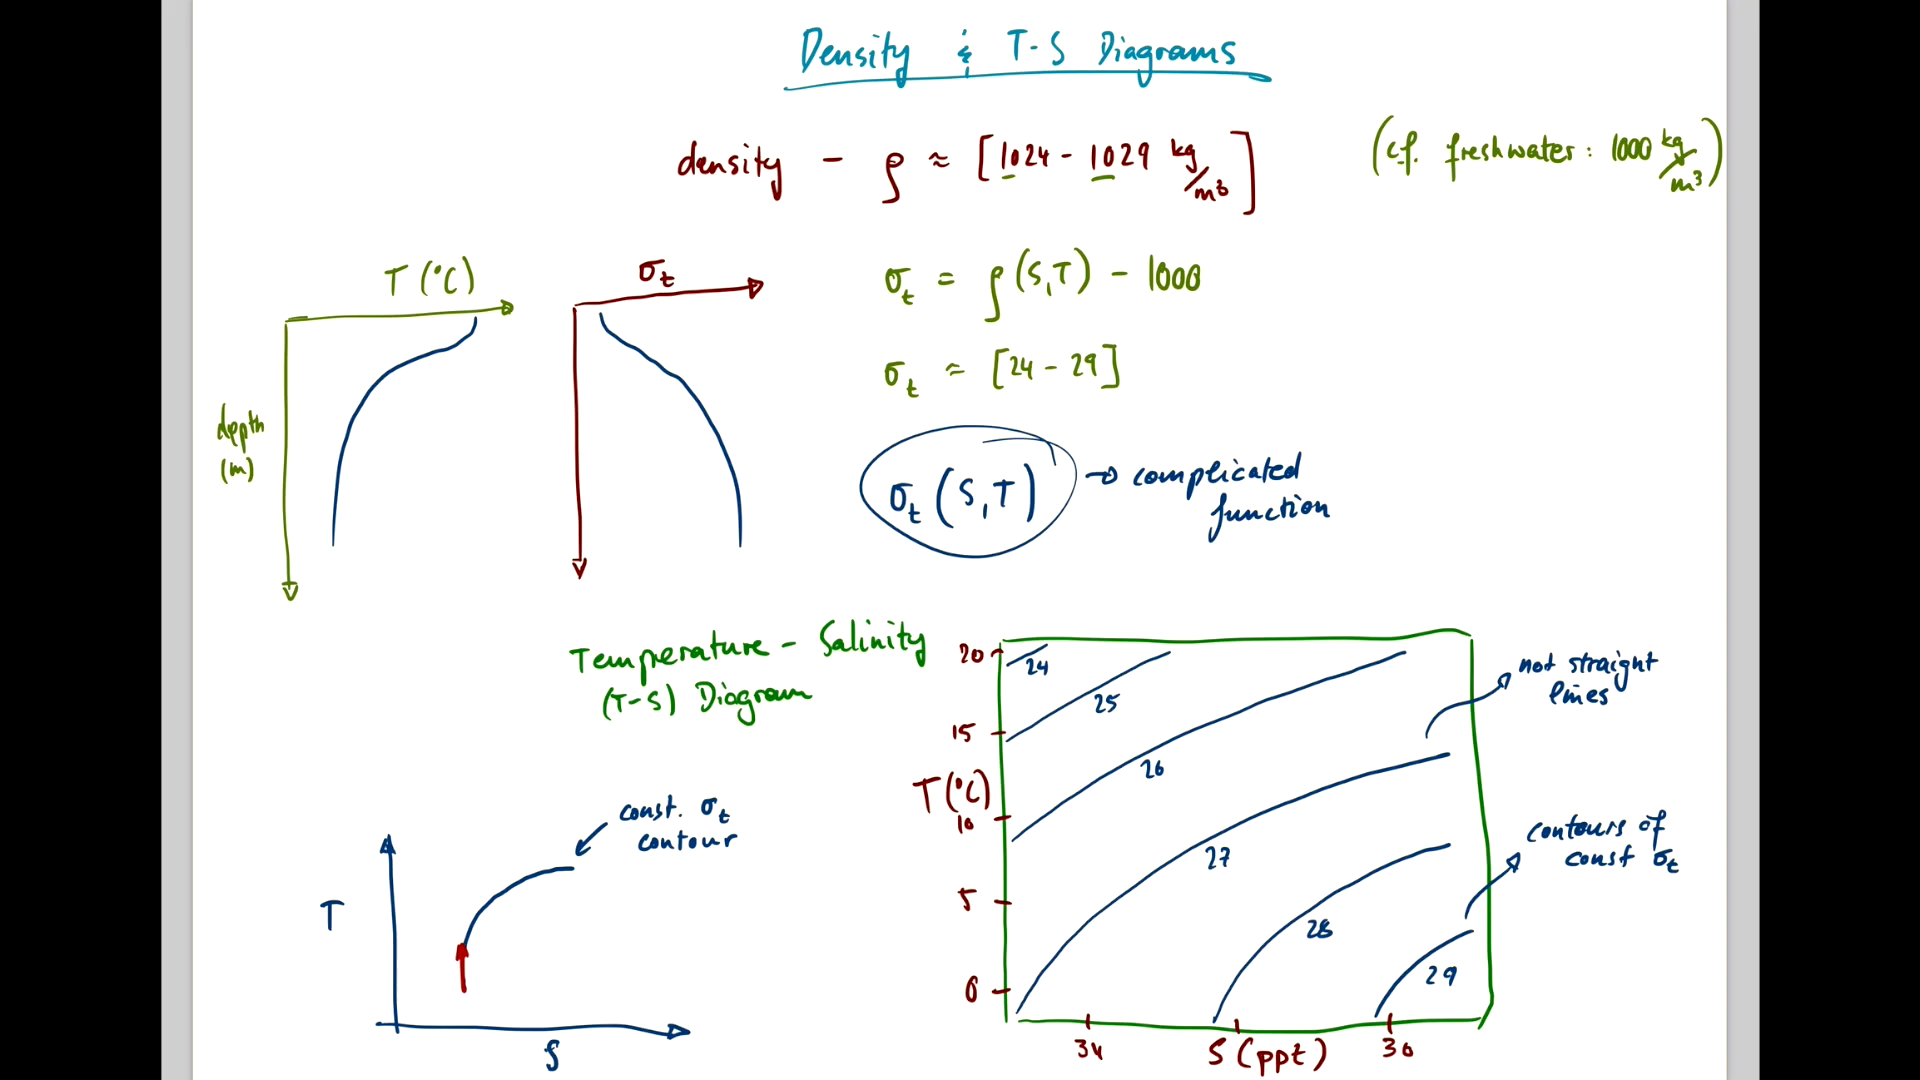 Density & T-S Diagrams
density - ρ ≈ [1024 - 1029 kg/m³]
(cf. freshwater: 1000 kg/m³)
T (°C)
σt
depth
(m)
σt = ρ(S,T) - 1000
σt ≈ [24 - 29]
σt (S,T) → complicated
function
Temperature - Salinity
(T-S) Diagram
const. σt
contour
T
S
20
15
T(°C)
10
5
0
24
25
26
27
28
29
34
S (ppt)
36
not straight
lines
contours of
const σt